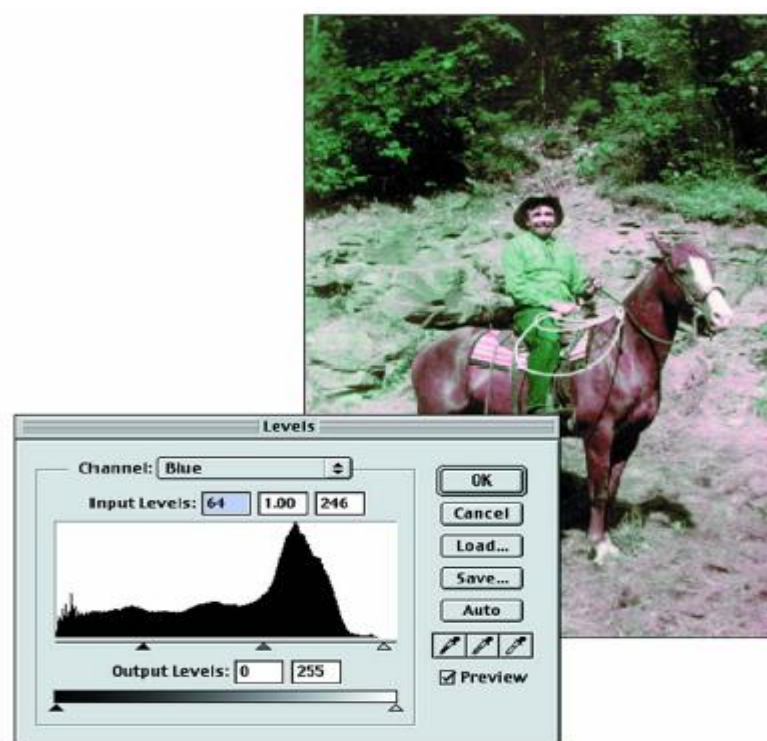 Levels
Channel: Blue
Input Levels: 64 1.00 246
Output Levels: 0 255
OK
Cancel
Load...
Save...
Auto
Preview